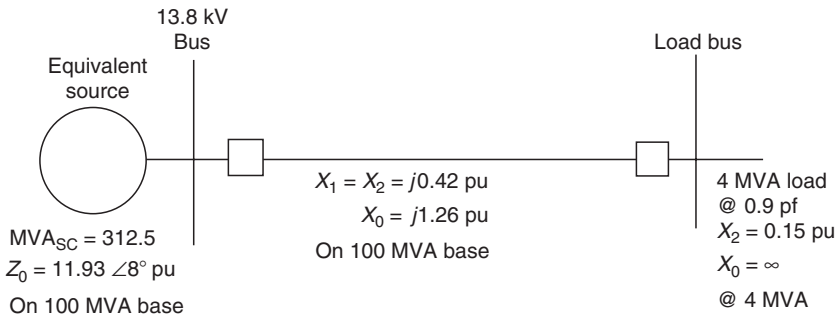 13.8 kV
Bus
Equivalent
source
Load bus
X₁ = X₂ = j0.42 pu
X₀ = j1.26 pu
On 100 MVA base
MVA_SC = 312.5
Z₀ = 11.93 ∠8° pu
On 100 MVA base
4 MVA load
@ 0.9 pf
X₂ = 0.15 pu
X₀ = ∞
@ 4 MVA